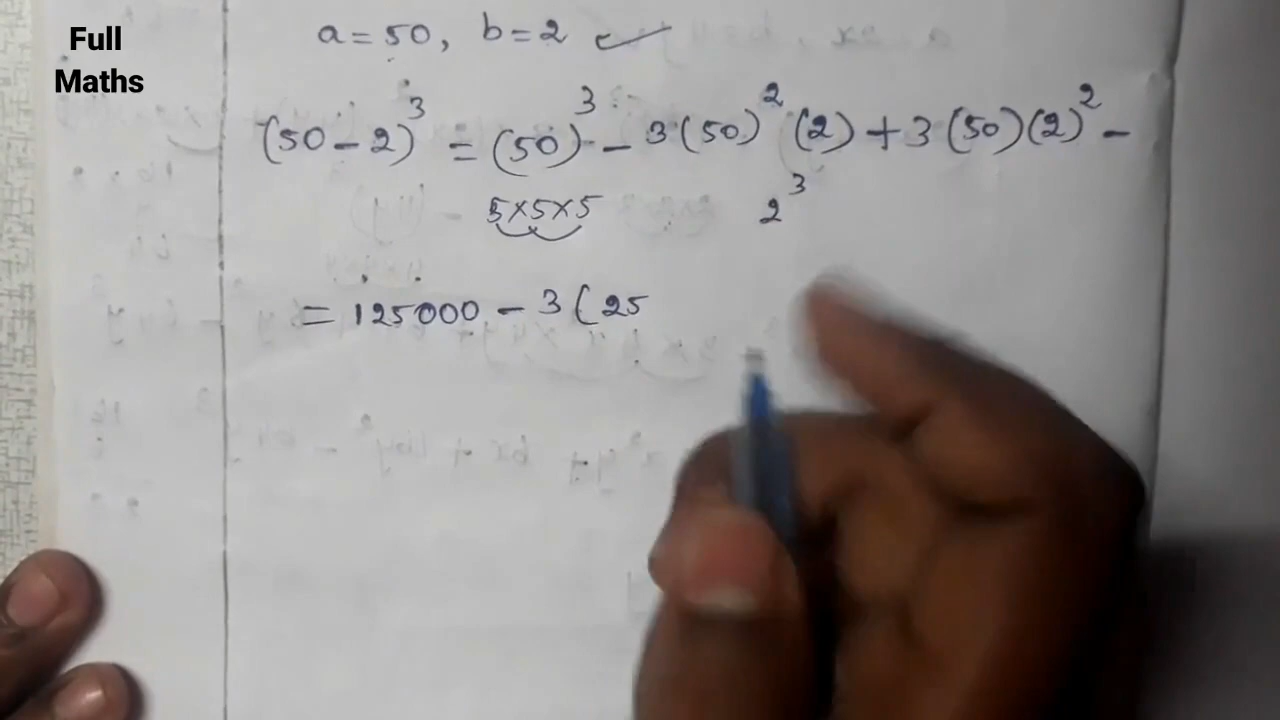 Full
Maths
a = 50, b = 2 ✓
(50 - 2)³ = (50)³ - 3(50)²(2) + 3(50)(2)² -
5×5×5 2³
= 125000 - 3(25